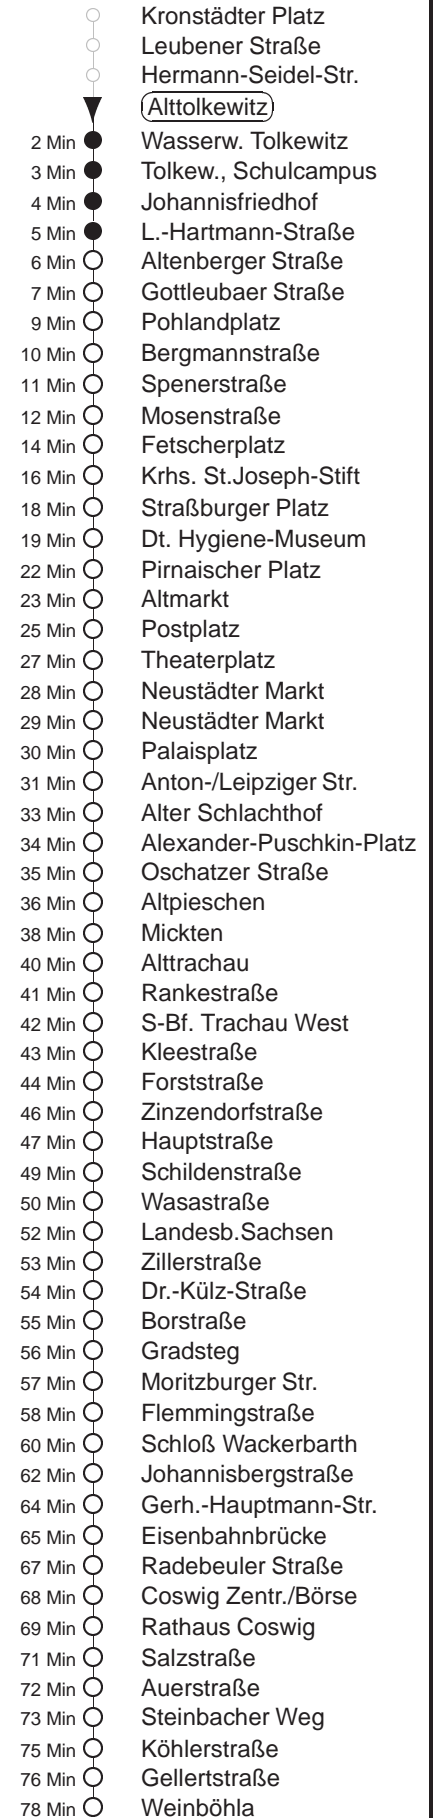 Kronstädter Platz
Leubener Straße
Hermann-Seidel-Str.
Alttolkewitz
2 Min Wasserw. Tolkewitz
3 Min Tolkew., Schulcampus
4 Min Johannisfriedhof
5 Min L.-Hartmann-Straße
6 Min Altenberger Straße
7 Min Gottleubaer Straße
9 Min Pohlandplatz
10 Min Bergmannstraße
11 Min Spenerstraße
12 Min Mosenstraße
14 Min Fetscherplatz
16 Min Krhs. St.Joseph-Stift
18 Min Straßburger Platz
19 Min Dt. Hygiene-Museum
22 Min Pirnaischer Platz
23 Min Altmarkt
25 Min Postplatz
27 Min Theaterplatz
28 Min Neustädter Markt
29 Min Neustädter Markt
30 Min Palaisplatz
31 Min Anton-/Leipziger Str.
33 Min Alter Schlachthof
34 Min Alexander-Puschkin-Platz
35 Min Oschatzer Straße
36 Min Altpieschen
38 Min Mickten
40 Min Alttrachau
41 Min Rankestraße
42 Min S-Bf. Trachau West
43 Min Kleestraße
44 Min Forststraße
46 Min Zinzendorfstraße
47 Min Hauptstraße
49 Min Schildenstraße
50 Min Wasastraße
52 Min Landesb.Sachsen
53 Min Zillerstraße
54 Min Dr.-Külz-Straße
55 Min Borstraße
56 Min Gradsteg
57 Min Moritzburger Str.
58 Min Flemmingstraße
60 Min Schloß Wackerbarth
62 Min Johannisbergstraße
64 Min Gerh.-Hauptmann-Str.
65 Min Eisenbahnbrücke
67 Min Radebeuler Straße
68 Min Coswig Zentr./Börse
69 Min Rathaus Coswig
71 Min Salzstraße
72 Min Auerstraße
73 Min Steinbacher Weg
75 Min Köhlerstraße
76 Min Gellertstraße
78 Min Weinböhla